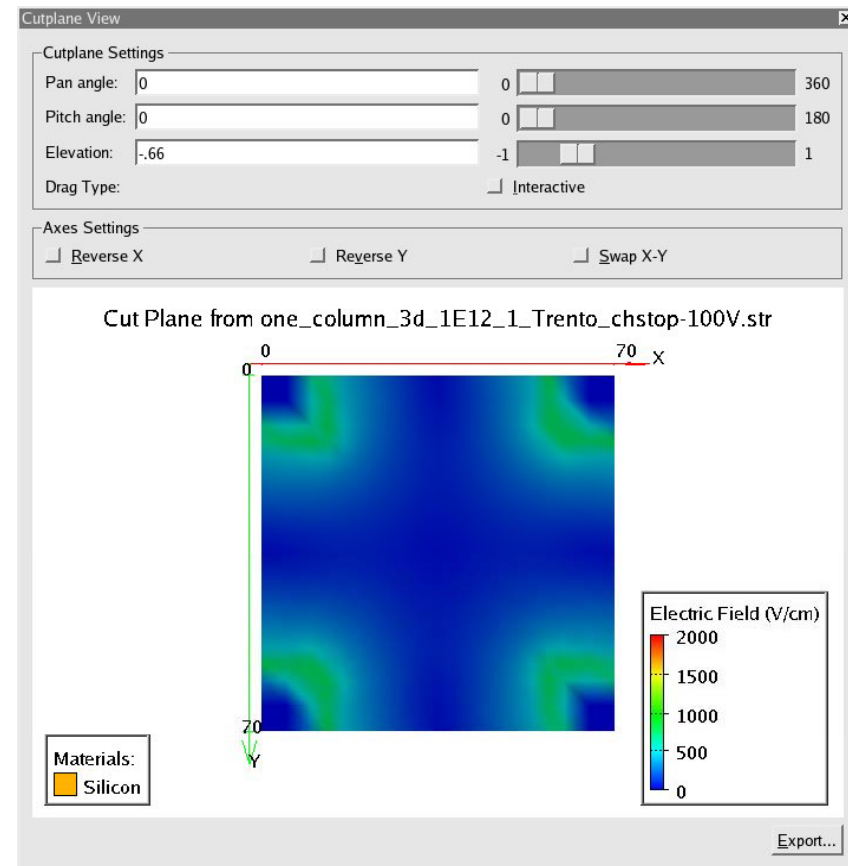 Cutplane View
Cutplane Settings
Pan angle: 0 0 360
Pitch angle: 0 0 180
Elevation: -.66 -1 1
Drag Type: Interactive
Axes Settings
Reverse X Reverse Y Swap X-Y
Cut Plane from one_column_3d_1E12_1_Trento_chstop-100V.str
0 70 X
0
70
Y
Electric Field (V/cm)
2000
1500
1000
500
0
Materials:
Silicon
Export...